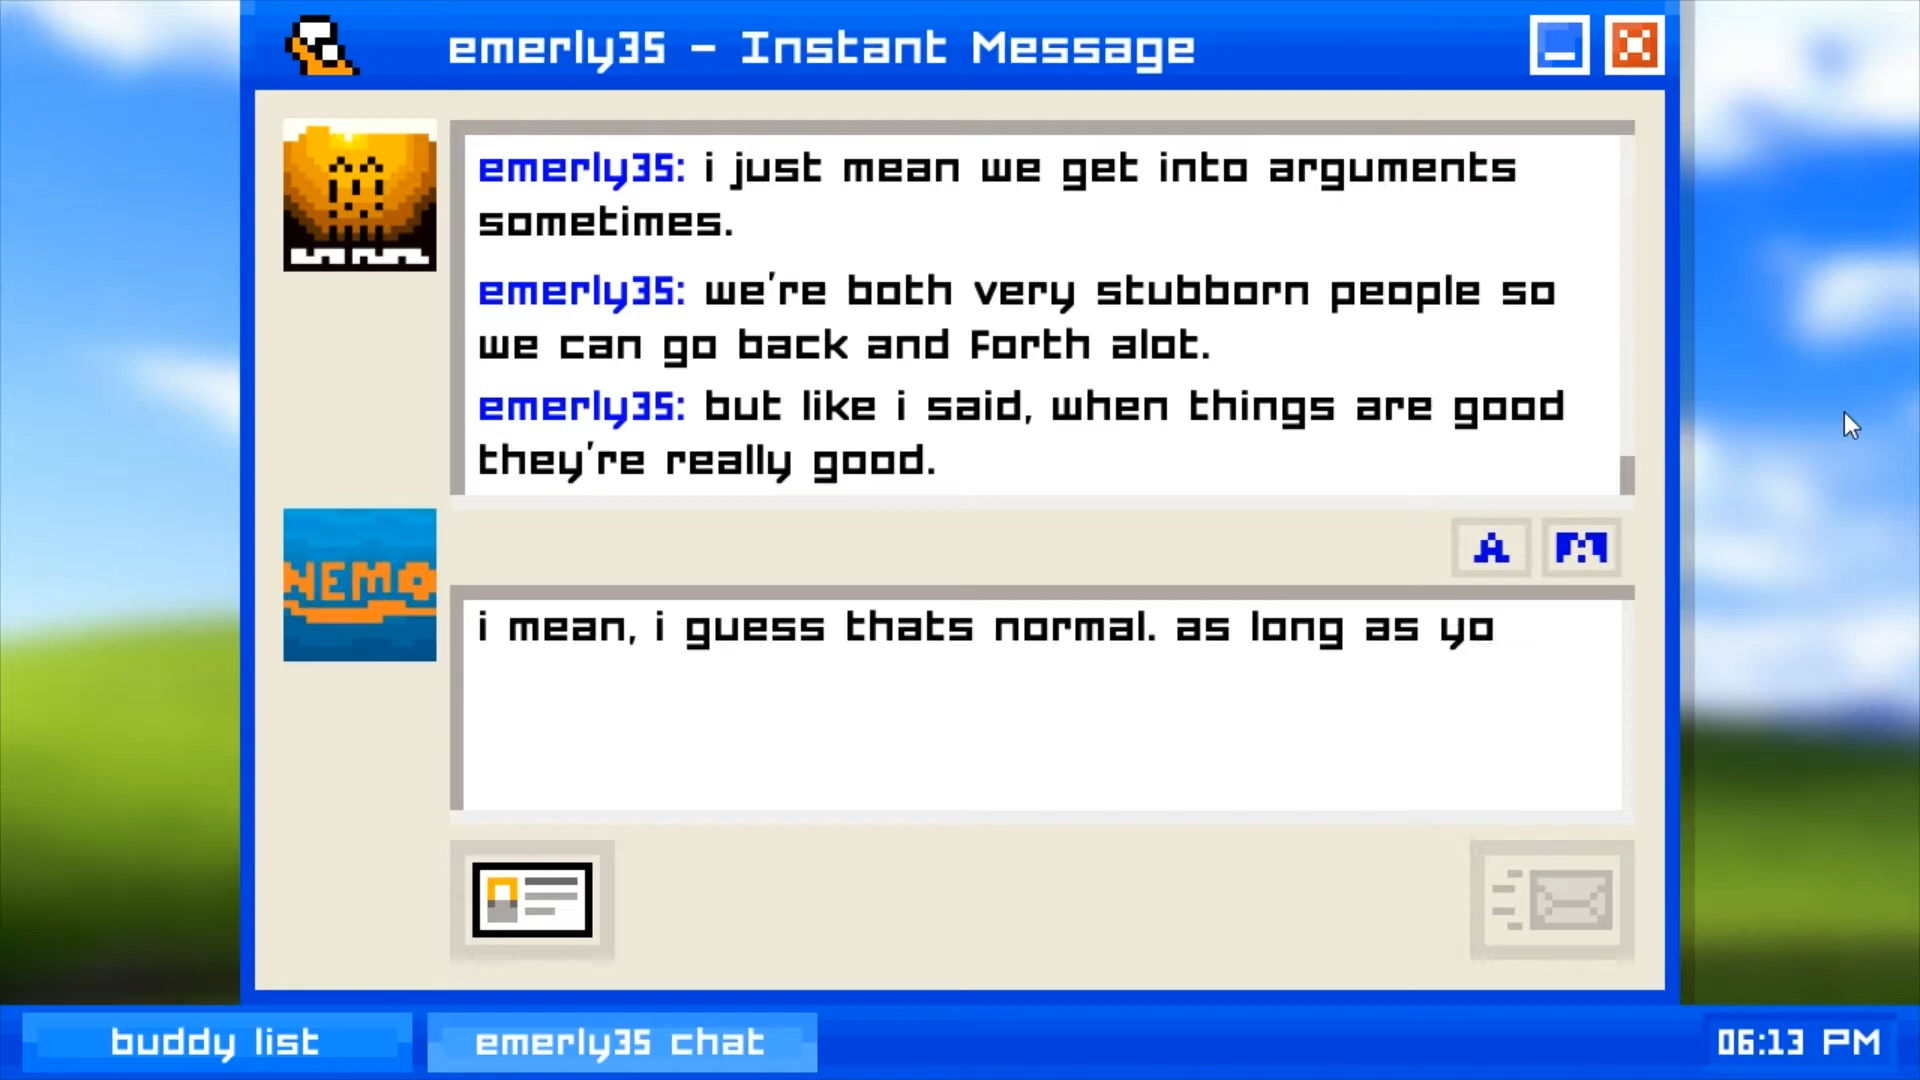 emerly35 - Instant Message
emerly35: i just mean we get into arguments
sometimes.
emerly35: we're both very stubborn people so
we can go back and forth alot.
emerly35: but like i said, when things are good
they're really good.
NEMO
A
i mean, i guess thats normal. as long as yo
buddy list
emerly35 chat
06:13 PM